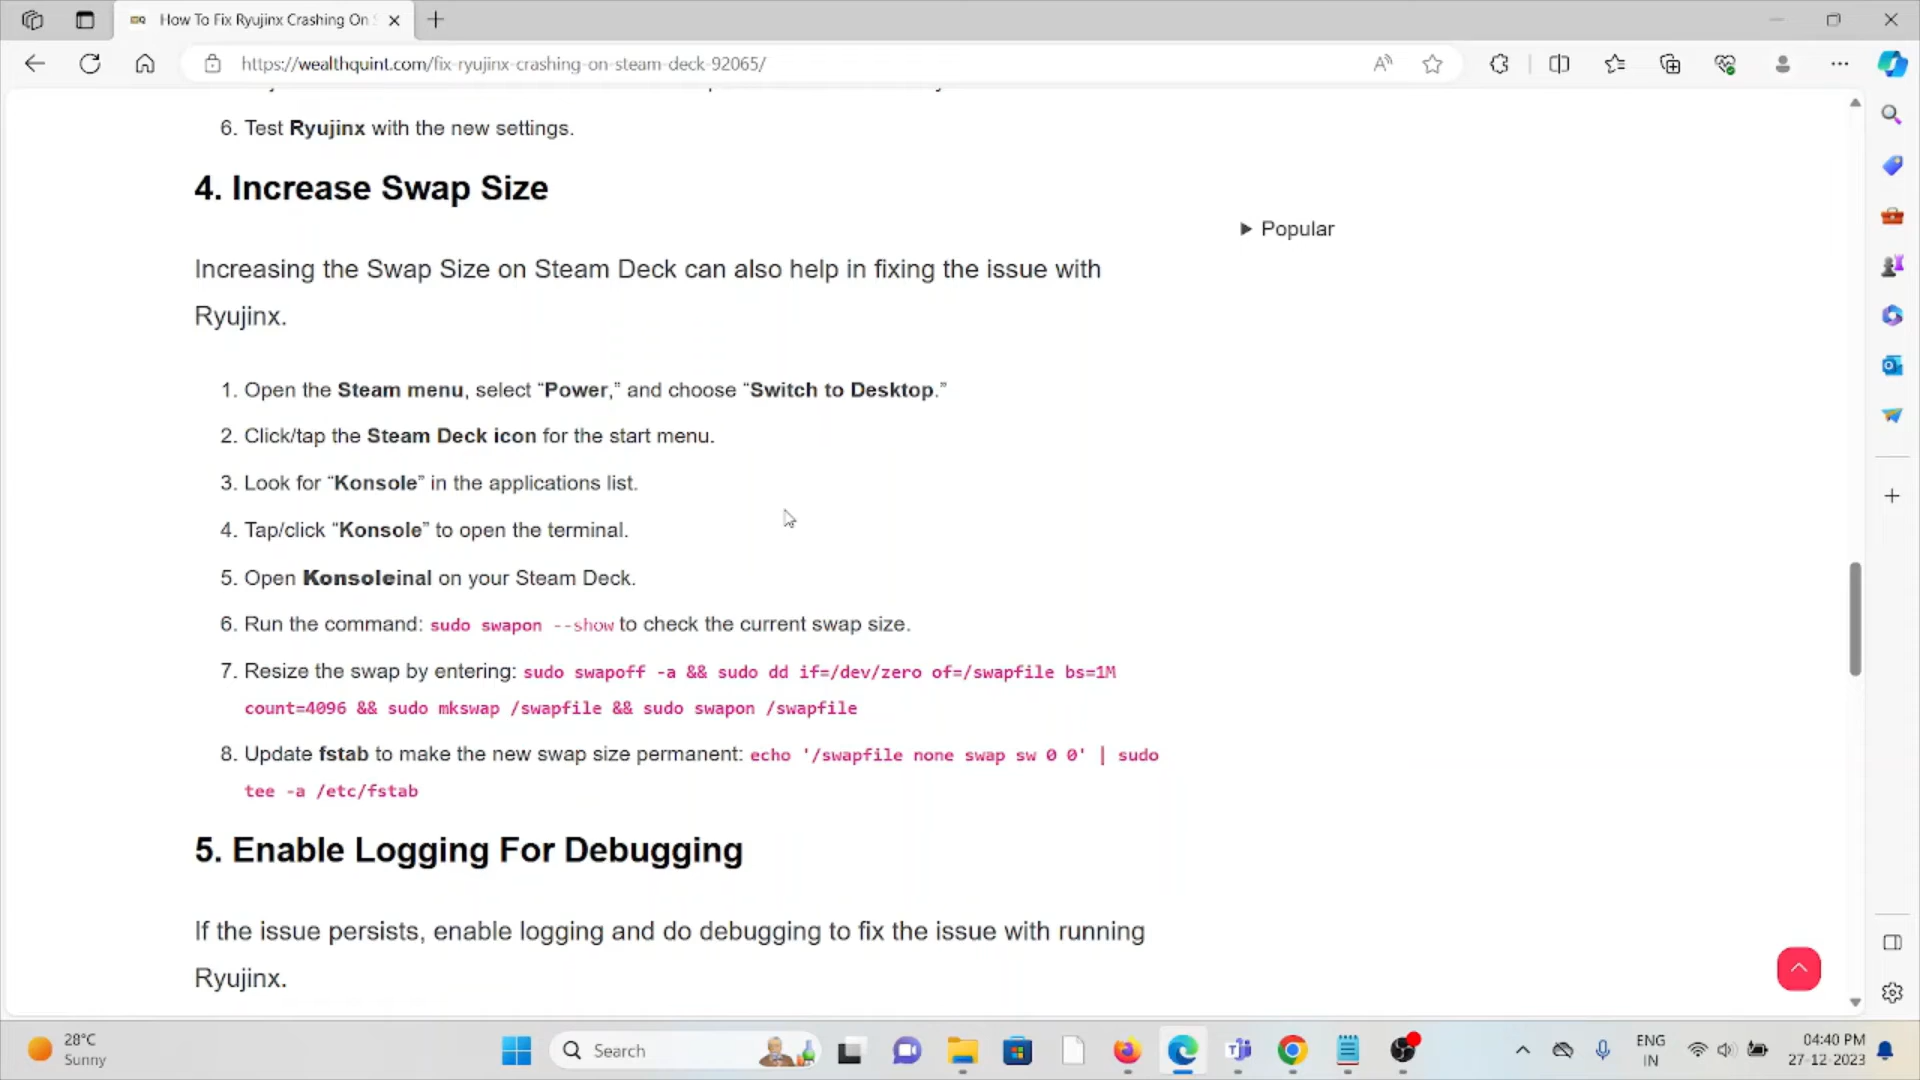 How To Fix Ryujinx Crashing On S
https://wealthquint.com/fix-ryujinx-crashing-on-steam-deck-92065/
6. Test Ryujinx with the new settings.
4. Increase Swap Size
Popular
Increasing the Swap Size on Steam Deck can also help in fixing the issue with
Ryujinx.
1. Open the Steam menu, select “Power,” and choose “Switch to Desktop.”
2. Click/tap the Steam Deck icon for the start menu.
3. Look for “Konsole” in the applications list.
4. Tap/click “Konsole” to open the terminal.
5. Open Konsoleinal on your Steam Deck.
6. Run the command: sudo swapon --show to check the current swap size.
7. Resize the swap by entering: sudo swapoff -a && sudo dd if=/dev/zero of=/swapfile bs=1M
count=4096 && sudo mkswap /swapfile && sudo swapon /swapfile
8. Update fstab to make the new swap size permanent: echo '/swapfile none swap sw 0 0' | sudo
tee -a /etc/fstab
5. Enable Logging For Debugging
If the issue persists, enable logging and do debugging to fix the issue with running
Ryujinx.
28°C
Sunny
Search
ENG
IN
04:40 PM
27-12-2023